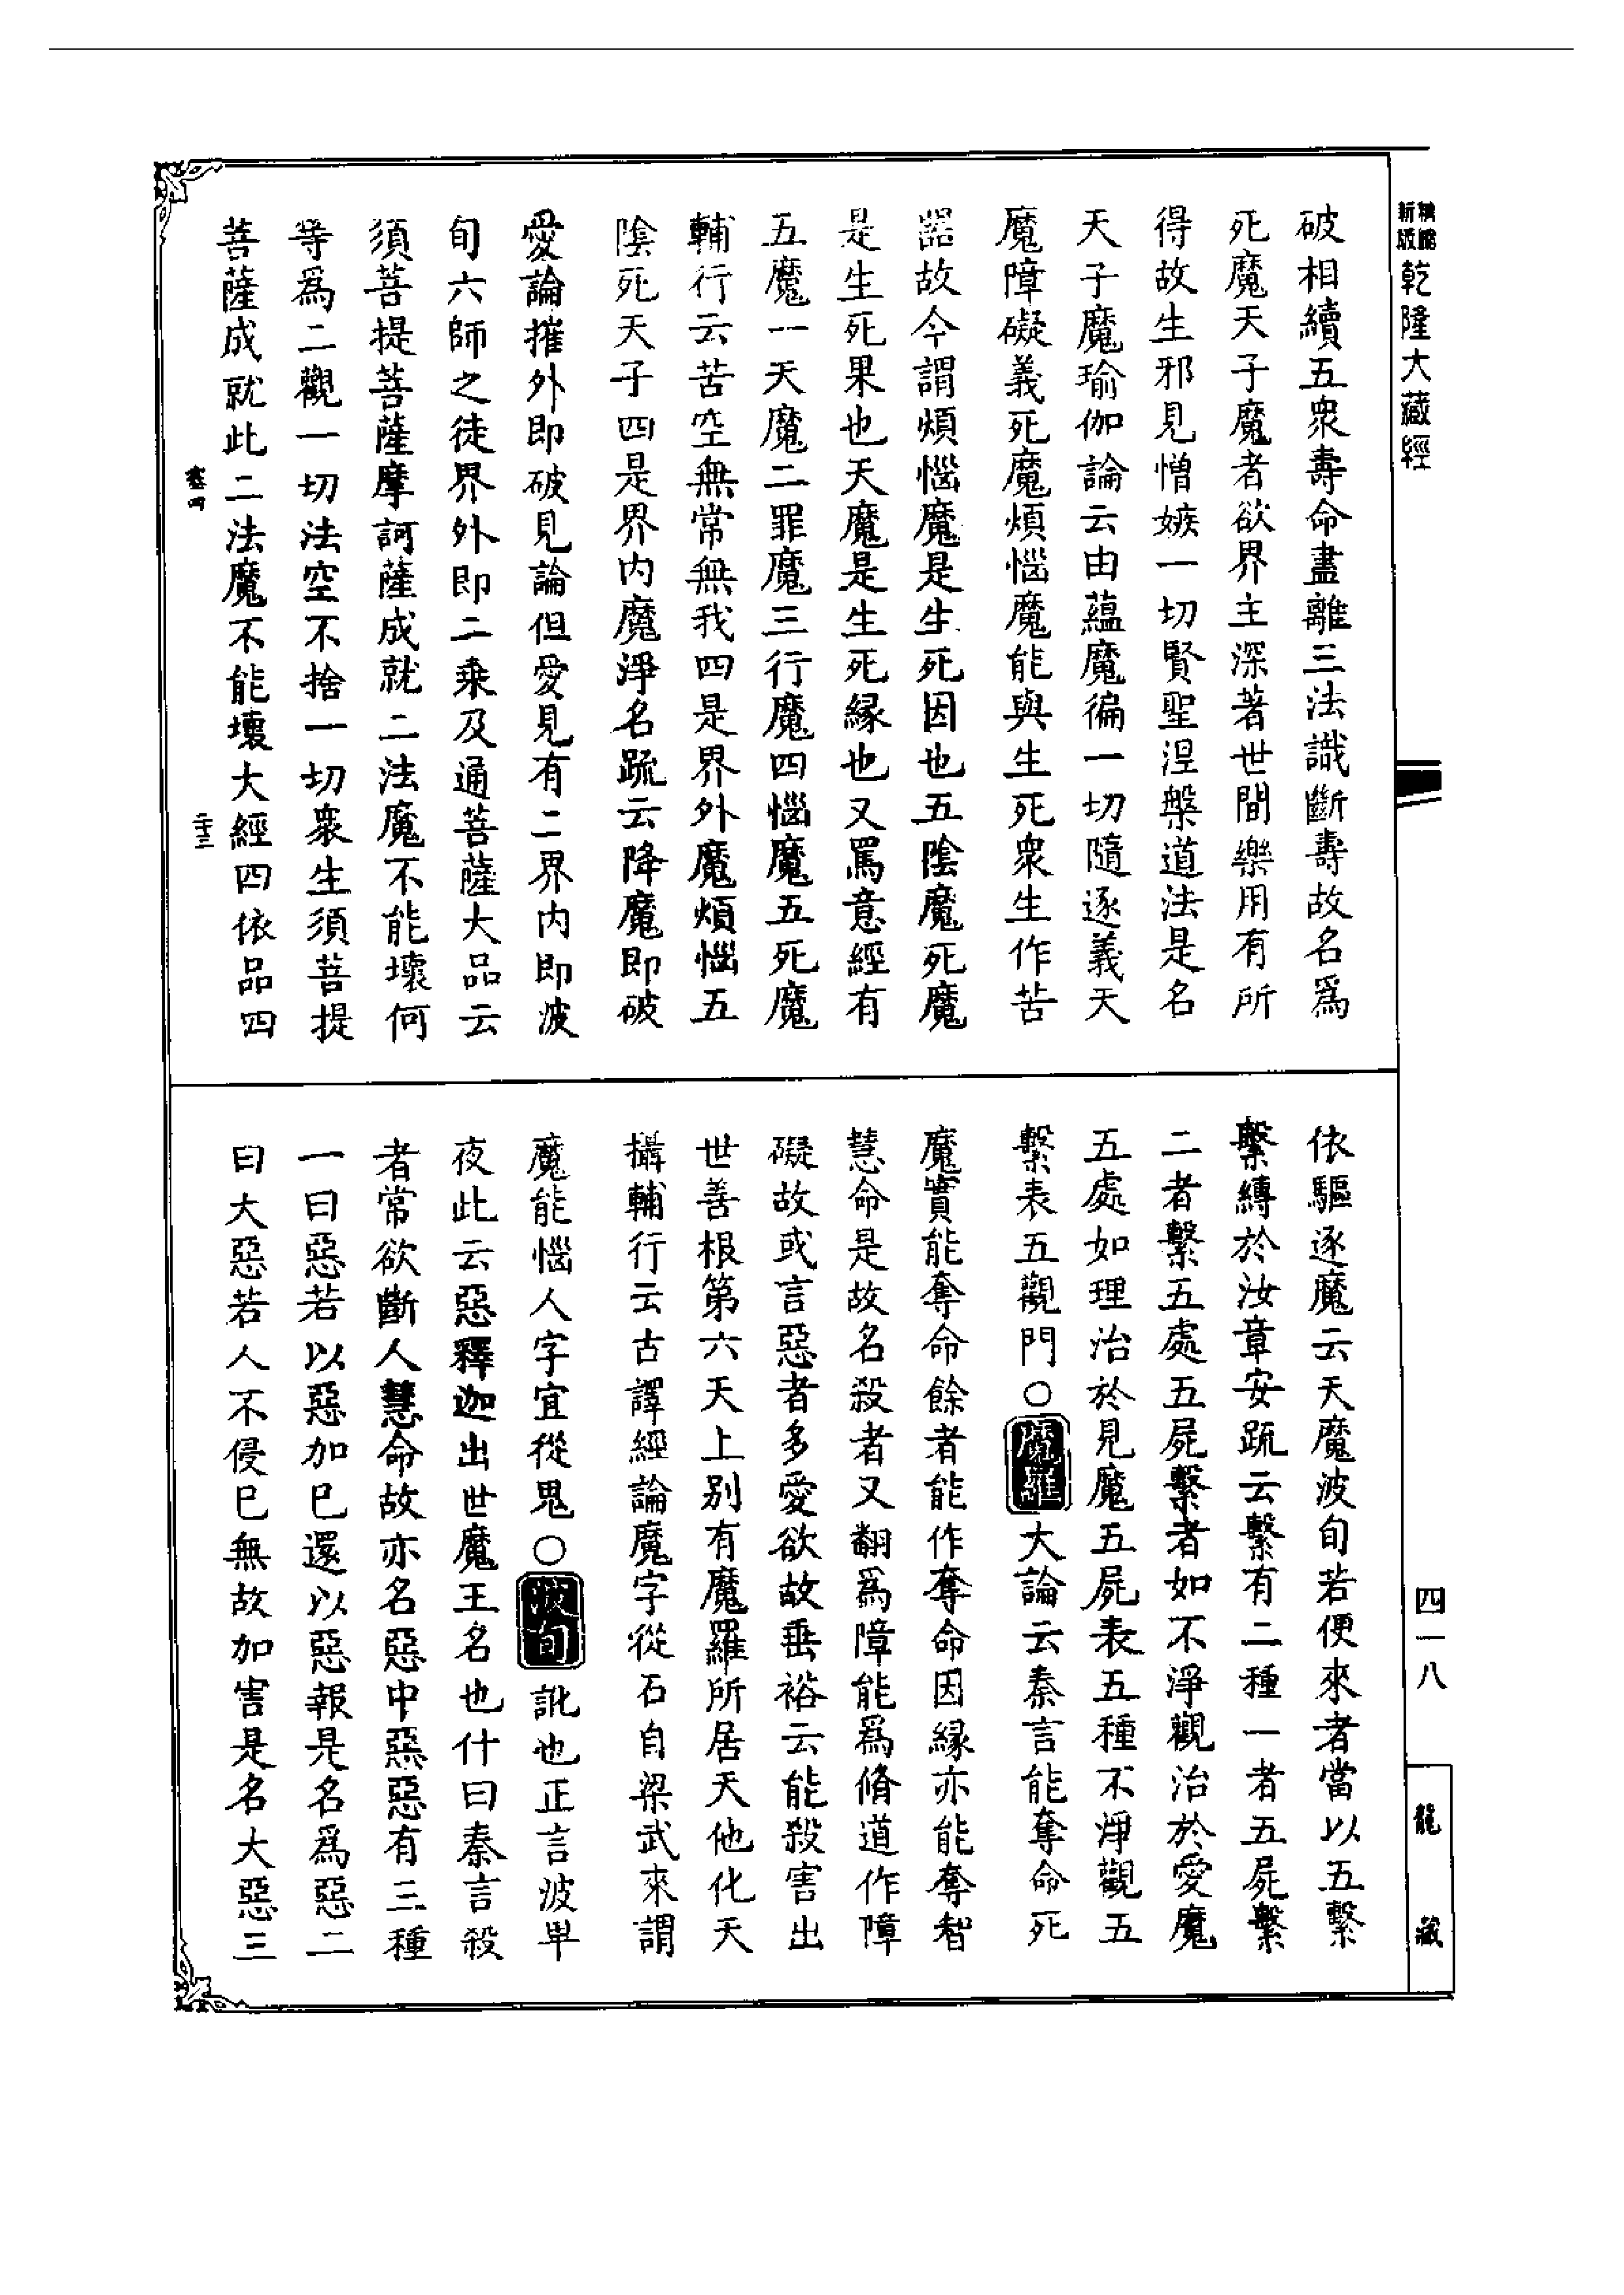 新版
乾隆大藏經
破相續五衆壽命盡離三法識斷壽故名爲
死魔天子魔者欲界主深著世間樂用有所
得故生邪見憎嫉一切賢聖涅槃道法是名
天子魔瑜伽論云由蘊魔徧一切隨逐義天
魔障礙義死魔煩惱魔能與生死衆生作苦
器故今謂煩惱魔是生死因也五陰魔死魔
是生死果也天魔是生死緣也又罵意經有
五魔一天魔二罪魔三行魔四惱魔五死魔
輔行云苦空無常無我四是界外魔煩惱五
陰死天子四是界内魔淨名疏云降魔即破
愛論摧外即破見論但愛見有二界内即波
旬六師之徒界外即二乗及通菩薩大品云
須菩提菩薩摩訶薩成就二法魔不能壞何
等爲二觀一切法空不捨一切衆生須菩提
菩薩成就此二法魔不能壞大經四依品四
二十三
依驅逐魔云天魔波旬若便來者當以五繫
繫縛於汝章安疏云繫有二種一者五屍繫
二者繫五處五屍繫者如不淨觀治於愛魔
五處如理治於見魔五屍表五種不淨觀五
繫表五觀門○魔羅大論云秦言能奪命死
魔實能奪命餘者能作奪命因緣亦能奪智
慧命是故名殺者又翻爲障能爲脩道作障
礙故或言惡者多愛欲故垂裕云能殺害出
世善根第六天上别有魔羅所居天他化天
攝輔行云古譯經論魔字從石自梁武來謂
魔能惱人字宜從鬼○波旬訛也正言波卑
夜此云惡釋迦出世魔王名也什曰秦言殺
者常欲斷人慧命故亦名惡中惡惡有三種
一曰惡若以惡加巳還以惡報是名爲惡二
曰大惡若人不侵巳無故加害是名大惡三
四一八
龍藏